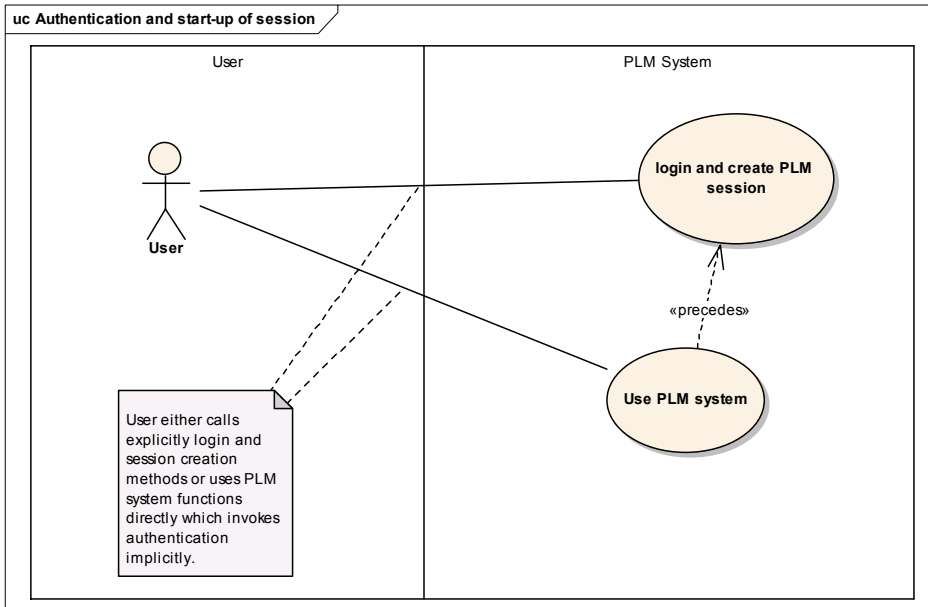 uc Authentication and start-up of session
User
PLM System
login and create PLM
session
User
«precedes»
Use PLM system
User either calls
explicitly login and
session creation
methods or uses PLM
system functions
directly which invokes
authentication
implicitly.